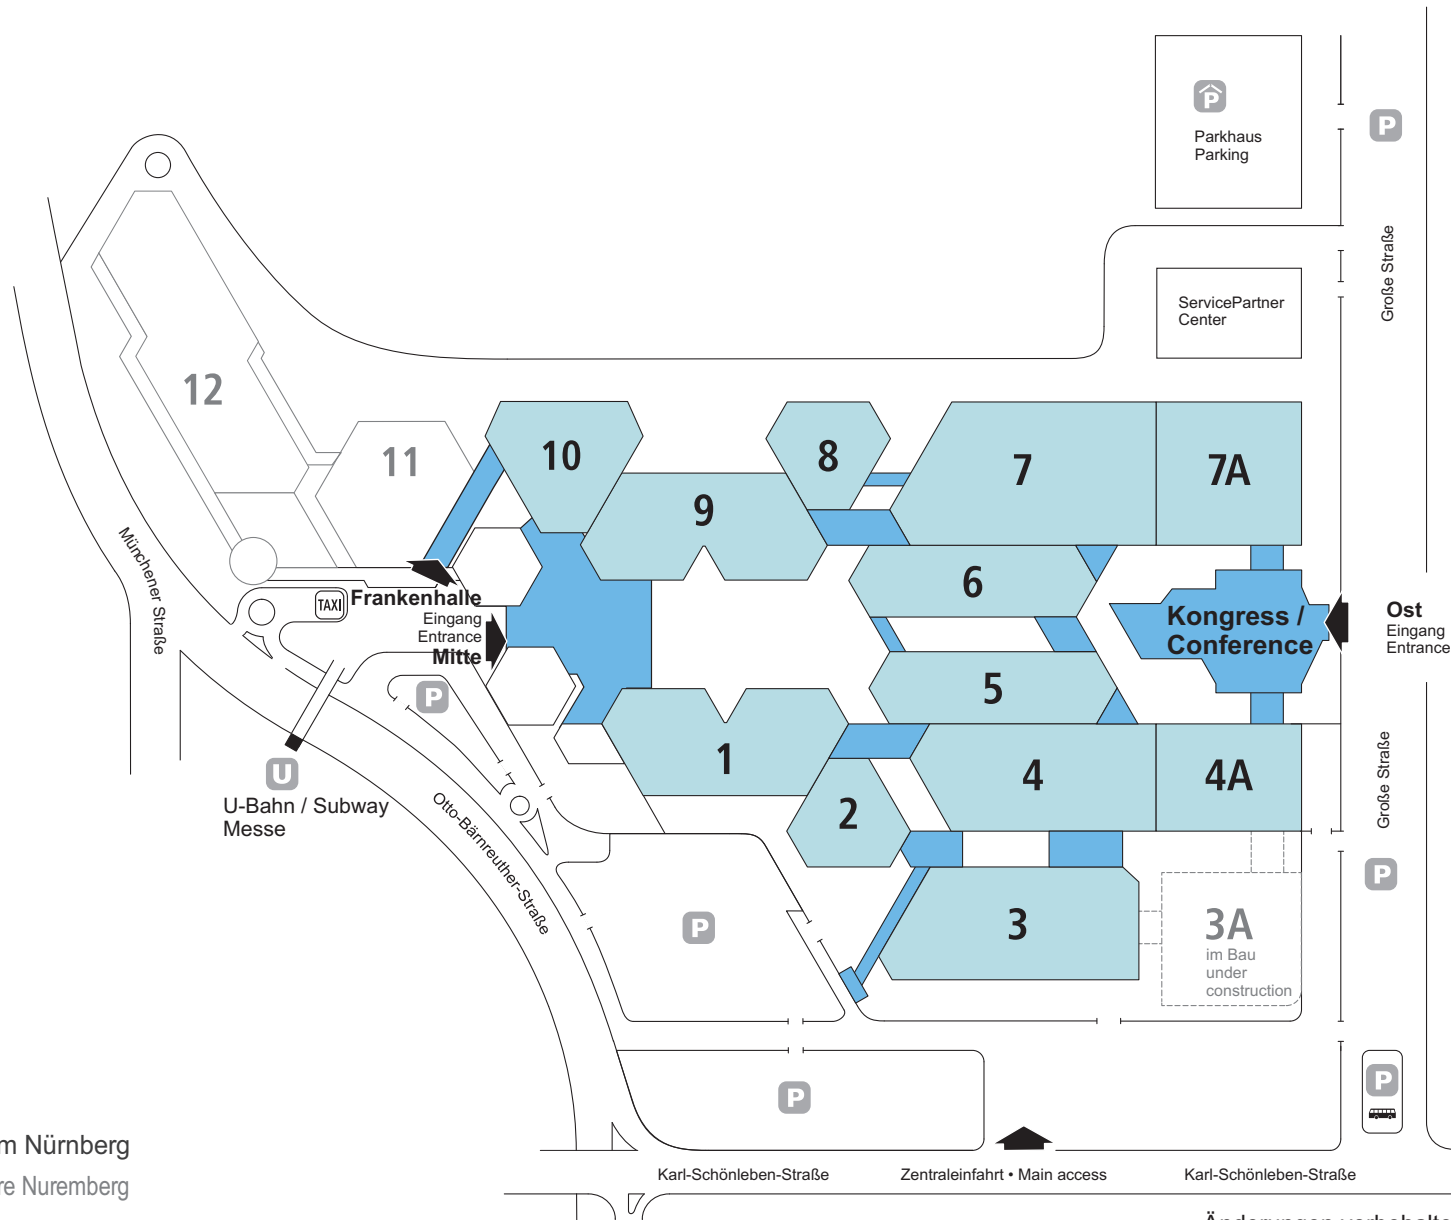 P
Parkhaus
Parking
P
Große Straße
ServicePartner
Center
12
11
10
9
8
7
7A
6
5
Kongress /
Conference
Ost
Eingang
Entrance
TAXI
Frankenhalle
Eingang
Entrance
Mitte
Münchener Straße
P
U
U-Bahn / Subway
Messe
Otto-Bärnreuther-Straße
1
2
4
4A
Große Straße
P
P
3
3A
im Bau
under
construction
P
P
m Nürnberg
re Nuremberg
Karl-Schönleben-Straße
Zentraleinfahrt • Main access
Karl-Schönleben-Straße